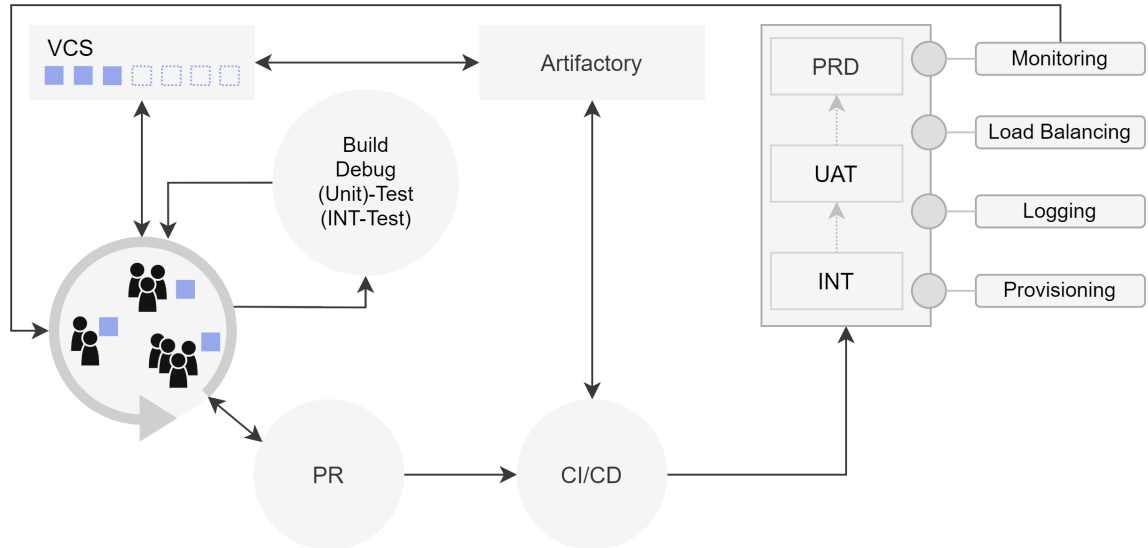 VCS
Artifactory
PRD
Monitoring
Load Balancing
Build
Debug
(Unit)-Test
(INT-Test)
UAT
Logging
INT
Provisioning
PR
CI/CD